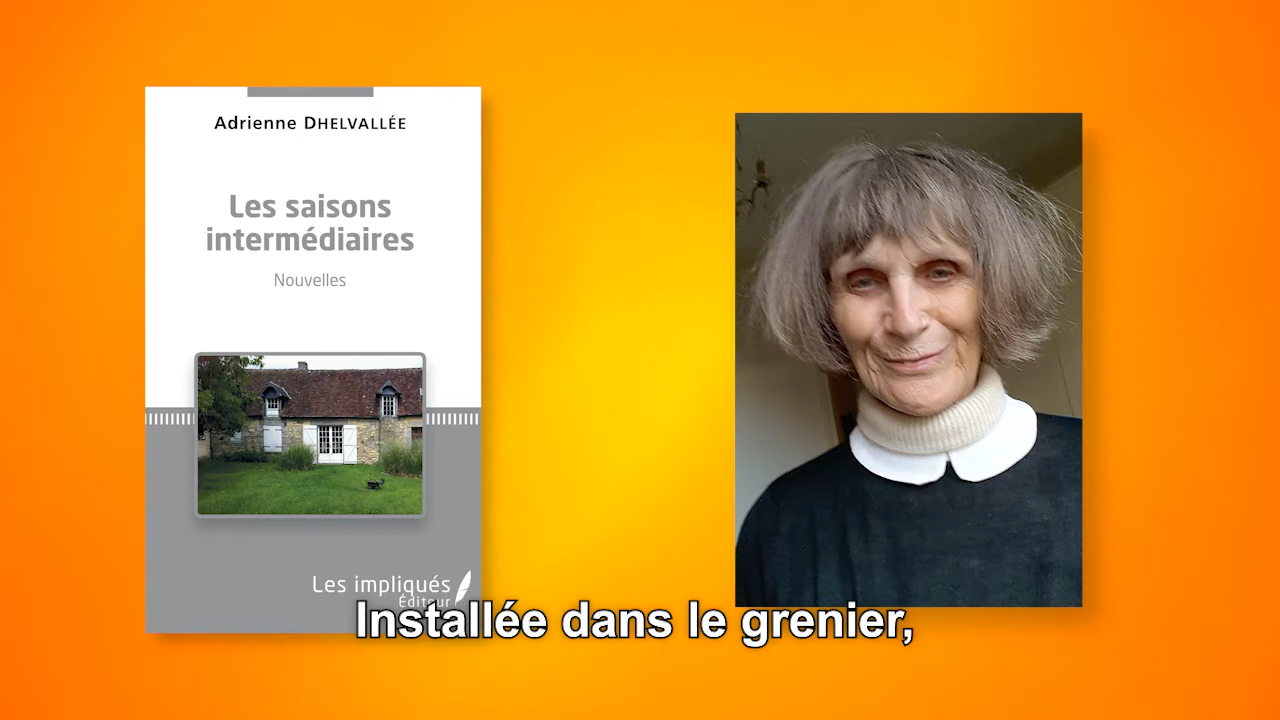 Adrienne DHELVALLÉE
Les saisons
intermédiaires
Nouvelles
Les impliqués
Éditeur
Installée dans le grenier,